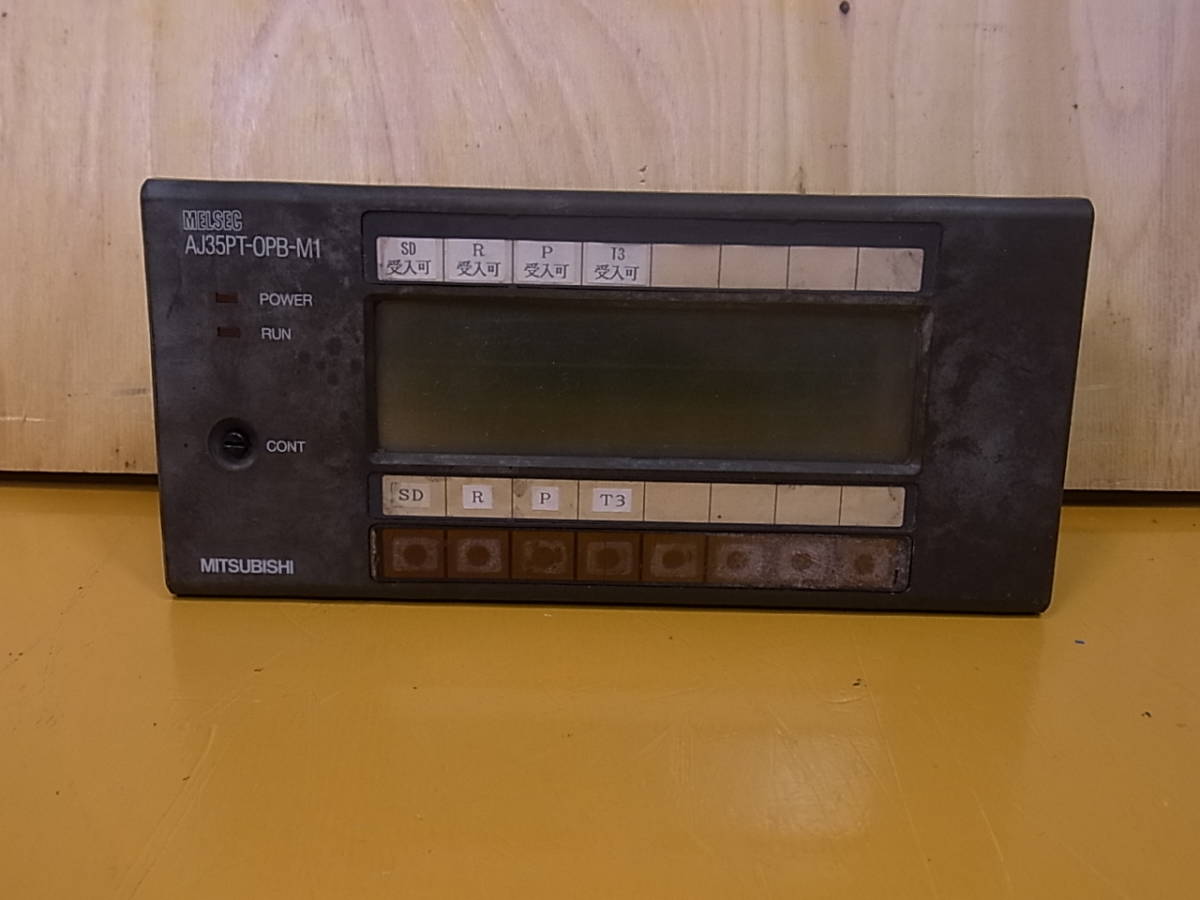 MELSEC
AJ35PT-OPB-M1
POWER
RUN
CONT
MITSUBISHI
SD
受入可
R
受入可
P
受入可
T3
受入可
SD
R
P
T3